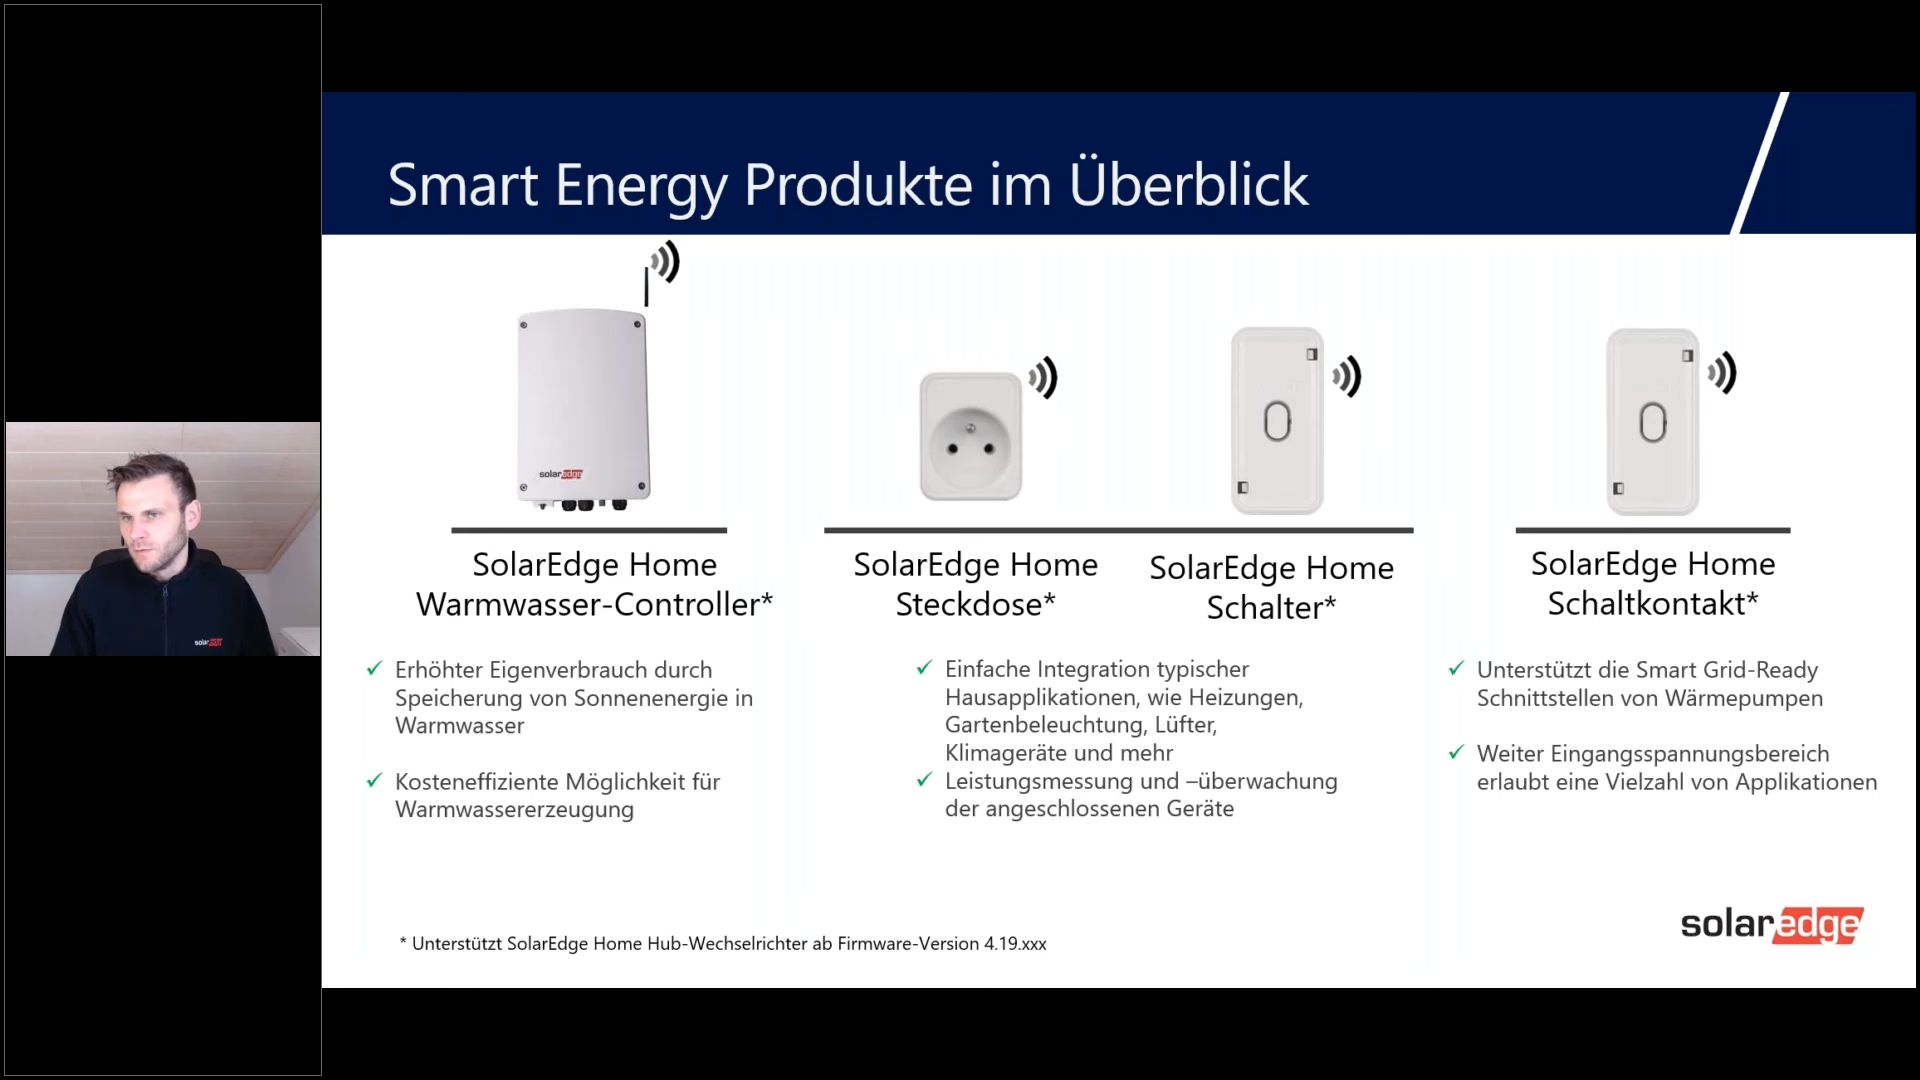 Smart Energy Produkte im Überblick
solaredge
SolarEdge Home
Warmwasser-Controller*
SolarEdge Home
Steckdose*
SolarEdge Home
Schalter*
SolarEdge Home
Schaltkontakt*
✓ Erhöhter Eigenverbrauch durch
Speicherung von Sonnenenergie in
Warmwasser
✓ Kosteneffiziente Möglichkeit für
Warmwassererzeugung
✓ Einfache Integration typischer
Hausapplikationen, wie Heizungen,
Gartenbeleuchtung, Lüfter,
Klimageräte und mehr
✓ Leistungsmessung und –überwachung
der angeschlossenen Geräte
✓ Unterstützt die Smart Grid-Ready
Schnittstellen von Wärmepumpen
✓ Weiter Eingangsspannungsbereich
erlaubt eine Vielzahl von Applikationen
* Unterstützt SolarEdge Home Hub-Wechselrichter ab Firmware-Version 4.19.xxx
solaredge
solaredge